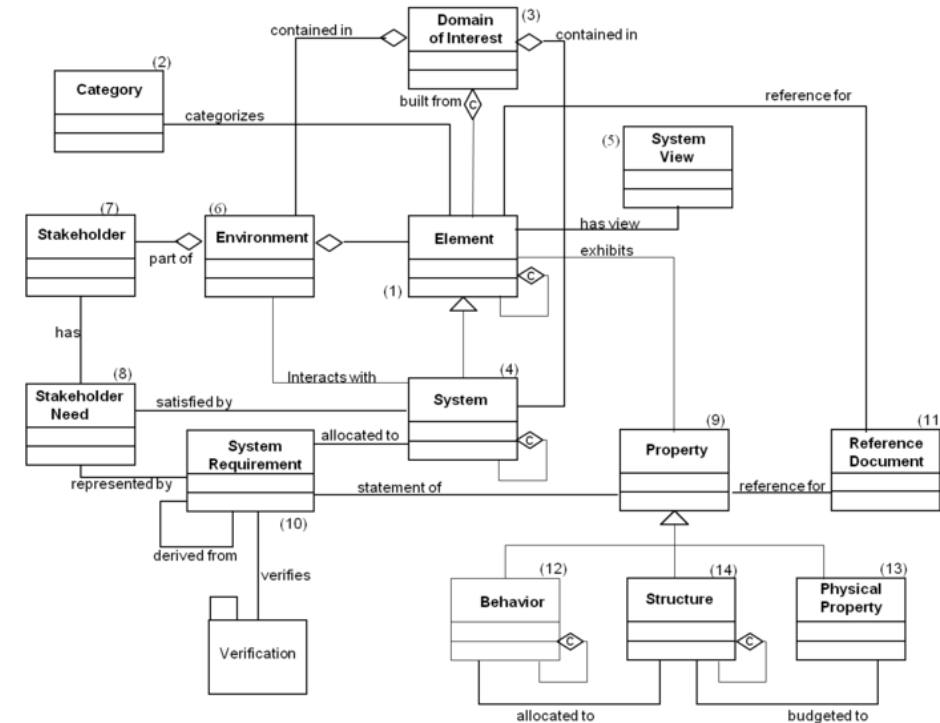 (3)
Domain
of Interest
contained in
contained in
(2)
Category
built from
C
reference for
categorizes
(5)
System
View
(7)
(6)
Stakeholder
Environment
Element
has view
part of
exhibits
C
(1)
has
Interacts with
(8)
(4)
Stakeholder
Need
System
satisfied by
(9)
(11
System
Requirement
allocated to
C
Property
Reference
Document
represented by
statement of
reference for
(10)
derived from
verifies
(12)
(14)
(13)
Behavior
Structure
Physical
Property
C
C
Verification
allocated to
budgeted to